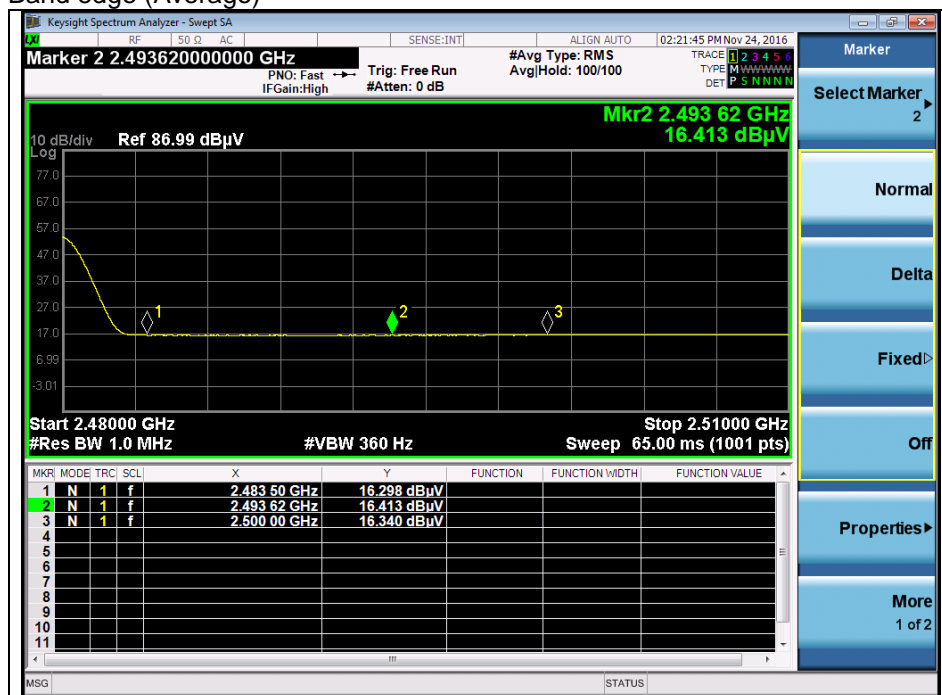 Band edge (Average)
Keysight Spectrum Analyzer - Swept SA
LXI RF 50 Ω AC SENSE:INT ALIGN AUTO 02:21:45 PM Nov 24, 2016
Marker 2 2.493620000000 GHz
PNO: Fast
IFGain:High
Trig: Free Run
#Atten: 0 dB
#Avg Type: RMS
Avg|Hold: 100/100
TRACE 1 2 3 4 5 6
TYPE M WWWWW
DET P S N N N N
Mkr2 2.493 62 GHz
16.413 dBµV
10 dB/div Ref 86.99 dBµV
Log
77.0
67.0
57.0
47.0
37.0
27.0
17.0
6.99
-3.01
1
2
3
Start 2.48000 GHz Stop 2.51000 GHz
#Res BW 1.0 MHz #VBW 360 Hz Sweep 65.00 ms (1001 pts)
MKR MODE TRC SCL X Y FUNCTION FUNCTION WIDTH FUNCTION VALUE
1 N 1 f 2.483 50 GHz 16.298 dBµV
2 N 1 f 2.493 62 GHz 16.413 dBµV
3 N 1 f 2.500 00 GHz 16.340 dBµV
4
5
6
7
8
9
10
11
MSG STATUS
Marker
Select Marker
2
Normal
Delta
Fixed
Off
Properties
More
1 of 2